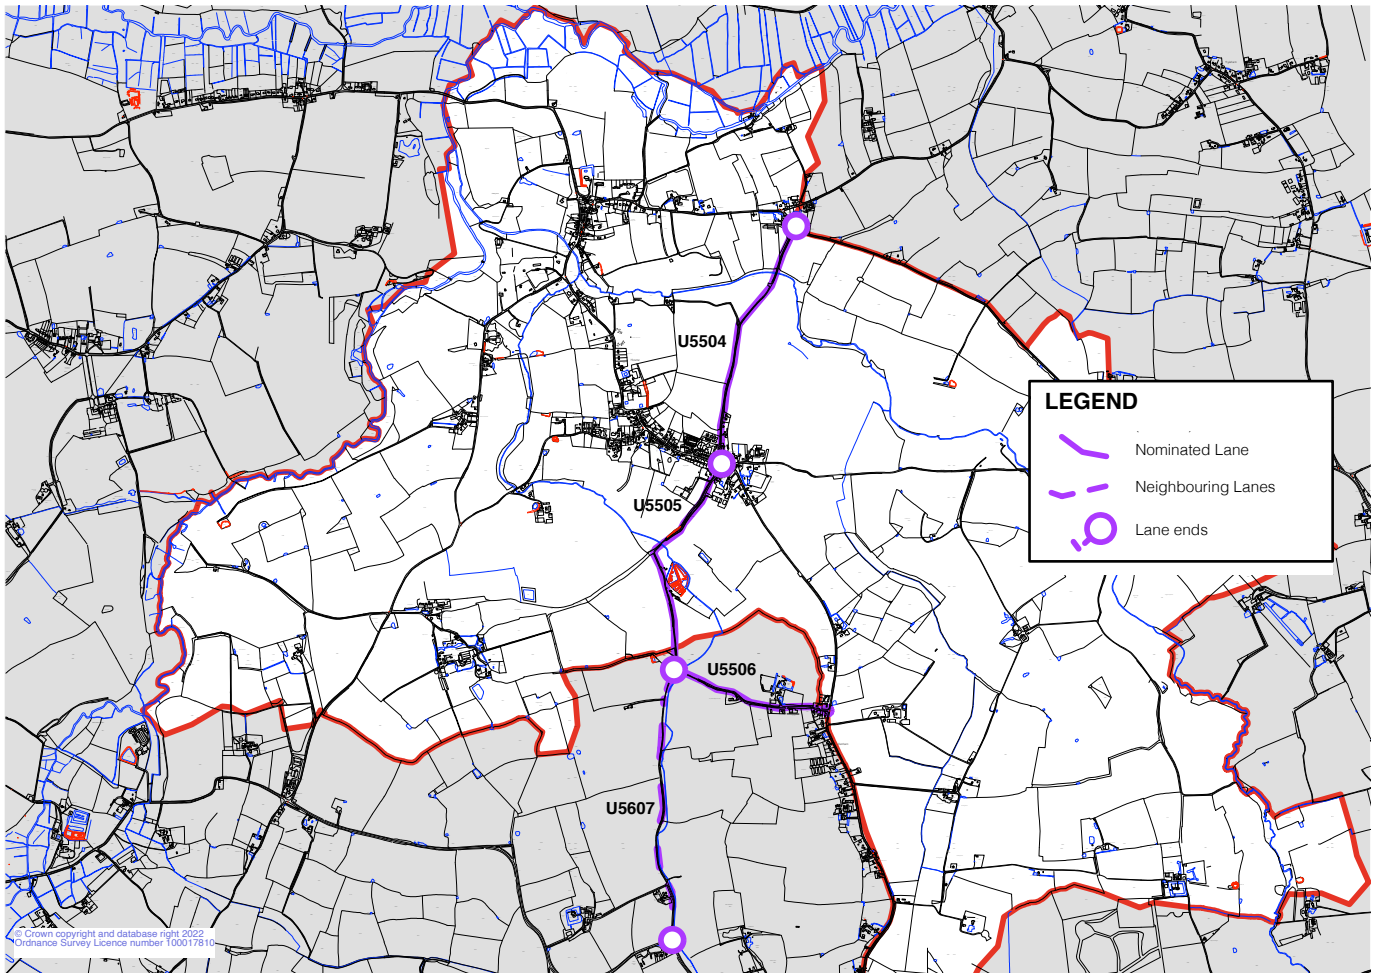 U5504
LEGEND
Nominated Lane
Neighbouring Lanes
Lane ends
U5505
U5506
U5607
© Crown copyright and database right 2022
Ordnance Survey Licence number 100017810